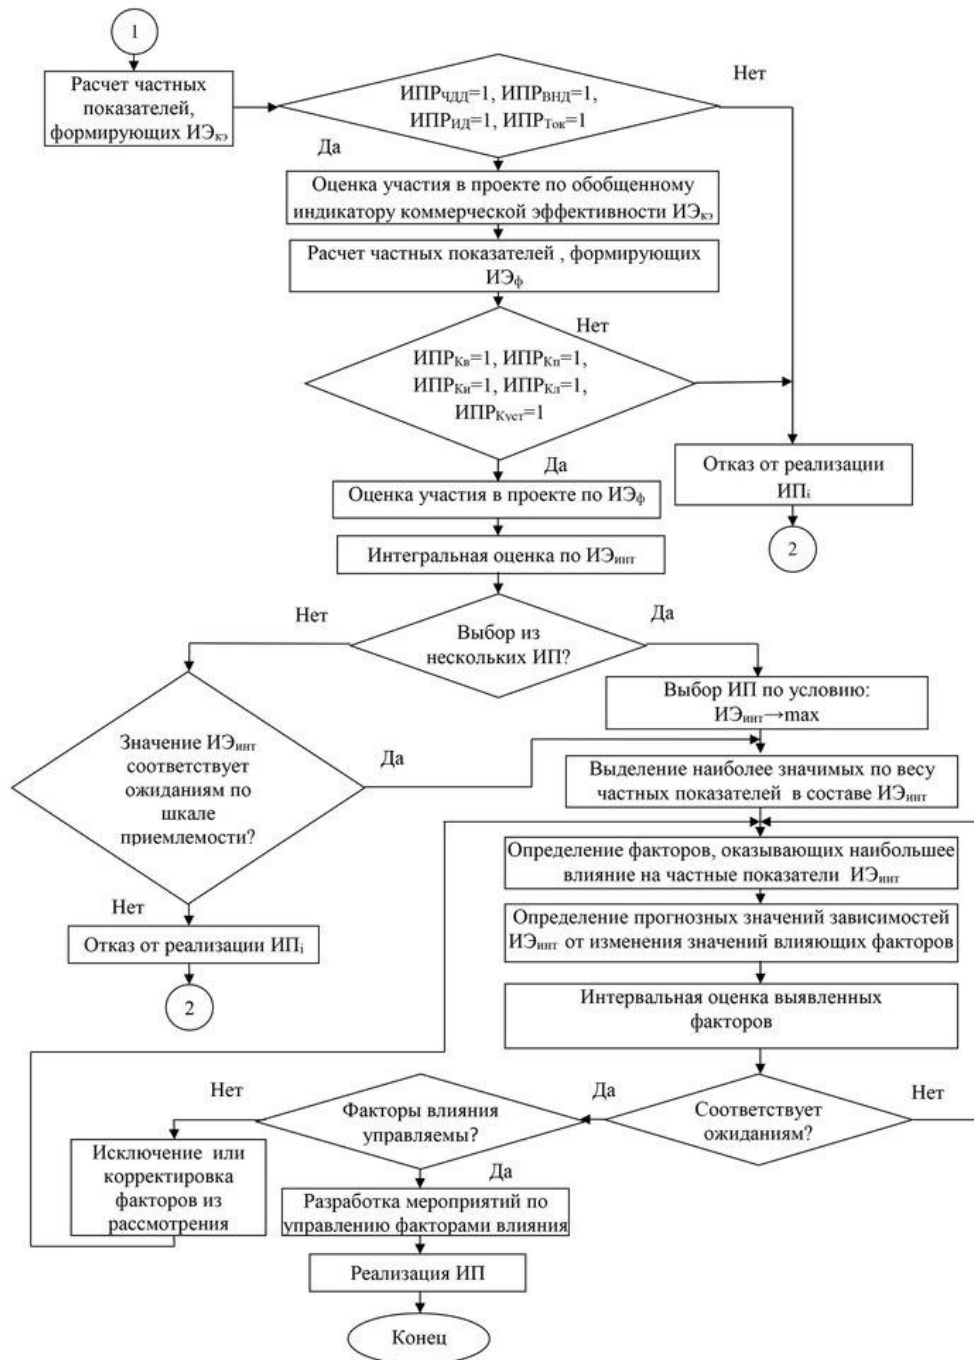 1
Расчет частных
показателей,
формирующих ИЭкэ
ИПРЧДД=1, ИПРВНД=1,
ИПРИД=1, ИПРТок=1
Нет
Да
Оценка участия в проекте по обобщенному
индикатору коммерческой эффективности ИЭкэ
Расчет частных показателей , формирующих
ИЭф
Нет
ИПРКв=1, ИПРКп=1,
ИПРКи=1, ИПРКл=1,
ИПРКуст=1
Да
Отказ от реализации
ИПi
2
Оценка участия в проекте по ИЭф
Интегральная оценка по ИЭинт
Нет
Да
Выбор из
нескольких ИП?
Выбор ИП по условию:
ИЭинт→max
Значение ИЭинт
соответствует
ожиданиям по
шкале
приемлемости?
Да
Выделение наиболее значимых по весу
частных показателей в составе ИЭинт
Определение факторов, оказывающих наибольшее
влияние на частные показатели ИЭинт
Нет
Отказ от реализации ИПi
2
Определение прогнозных значений зависимостей
ИЭинт от изменения значений влияющих факторов
Интервальная оценка выявленных
факторов
Нет
Факторы влияния
управляемы?
Да
Соответствует
ожиданиям?
Нет
Исключение или
корректировка
факторов из
рассмотрения
Да
Разработка мероприятий по
управлению факторами влияния
Реализация ИП
Конец